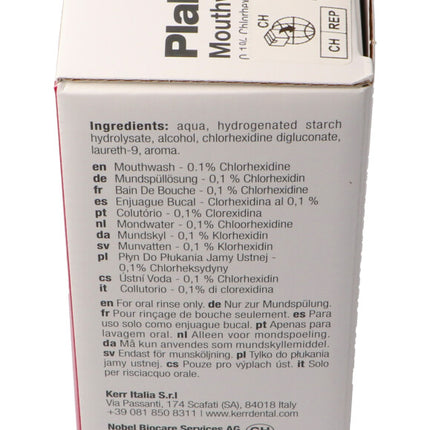 Pla
Mouthw
0.1% Chlorhex
CH
CH REP
Ingredients: aqua, hydrogenated starch
hydrolysate, alcohol, chlorhexidine digluconate,
laureth-9, aroma.
en Mouthwash - 0.1% Chlorhexidine
de Mundspüllösung - 0,1 % Chlorhexidin
fr Bain De Bouche - 0,1 % Chlorhexidine
es Enjuague Bucal - Clorhexidina al 0,1 %
pt Colutório - 0,1% Clorexidina
nl Mondwater - 0,1% Chloorhexidine
da Mundskyl - 0,1 % Klorhexidin
sv Munvatten - 0,1 % Klorhexidin
pl Płyn Do Płukania Jamy Ustnej -
0,1% Chlorheksydyny
cs Ústní Voda - 0,1 % Chlorhexidine
it Collutorio - 0,1% di clorexidina
en For oral rinse only. de Nur zur Mundspülung.
fr Pour rinçage de bouche seulement. es Para
uso solo como enjuague bucal. pt Apenas para
lavagem oral. nl Alleen voor mondspoeling.
da Må kun anvendes som mundskyllemiddel.
sv Endast för munsköljning. pl Tylko do płukania
jamy ustnej. cs Pouze pro výplach úst. it Solo
per risciacquo orale.
Kerr Italia S.r.l
Via Passanti, 174 Scafati (SA), 84018 Italy
+39 081 850 8311 | www.kerrdental.com
Nobel Biocare Services AG CH